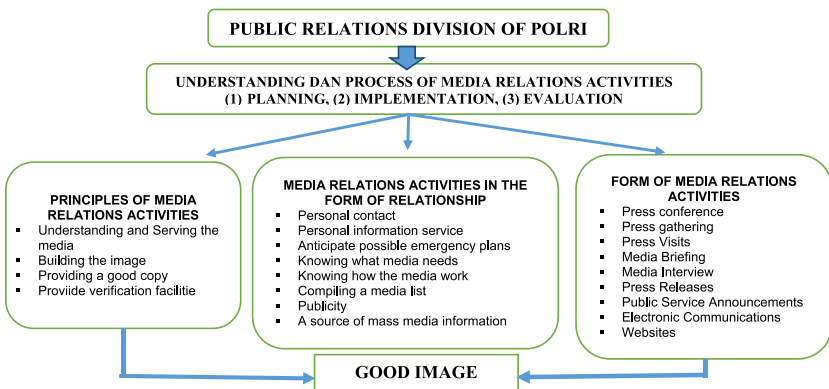 PUBLIC RELATIONS DIVISION OF POLRI
UNDERSTANDING DAN PROCESS OF MEDIA RELATIONS ACTIVITIES
(1) PLANNING, (2) IMPLEMENTATION, (3) EVALUATION
PRINCIPLES OF MEDIA
RELATIONS ACTIVITIES
▪ Understanding and Serving the
media
▪ Building the image
▪ Providing a good copy
▪ Proviide verification facilitie
MEDIA RELATIONS ACTIVITIES IN THE
FORM OF RELATIONSHIP
▪ Personal contact
▪ Personal information service
▪ Anticipate possible emergency plans
▪ Knowing what media needs
▪ Knowing how the media work
▪ Compiling a media list
▪ Publicity
▪ A source of mass media information
FORM OF MEDIA RELATIONS
ACTIVITIES
▪ Press conference
▪ Press gathering
▪ Press Visits
▪ Media Briefing
▪ Media Interview
▪ Press Releases
▪ Public Service Announcements
▪ Electronic Communications
▪ Websites
GOOD IMAGE